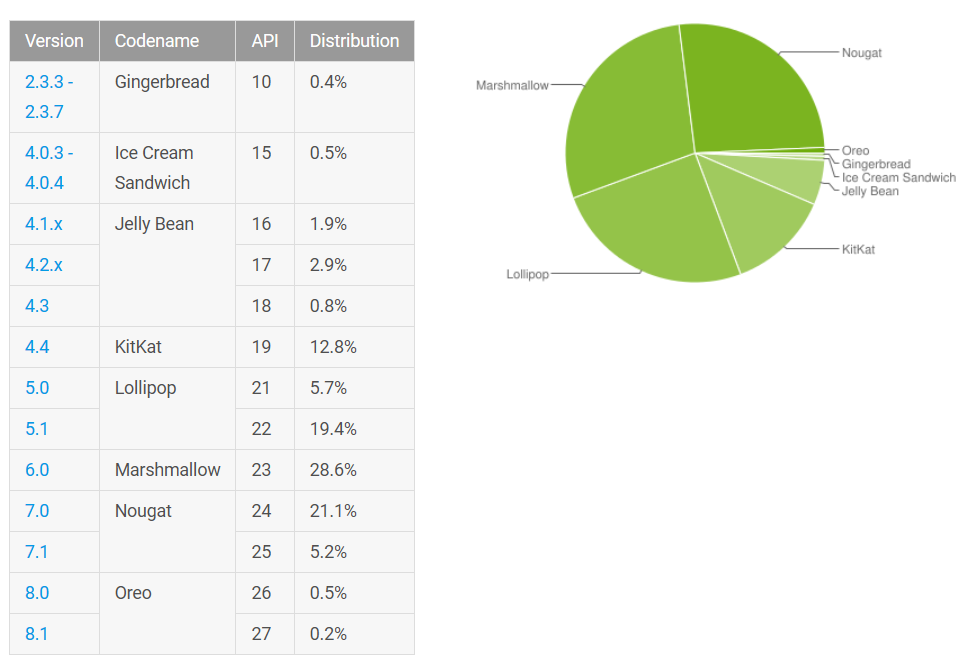 Version Codename API Distribution
2.3.3 - Gingerbread 10 0.4%
2.3.7
4.0.3 - Ice Cream 15 0.5%
4.0.4 Sandwich
4.1.x Jelly Bean 16 1.9%
4.2.x 17 2.9%
4.3 18 0.8%
4.4 KitKat 19 12.8%
5.0 Lollipop 21 5.7%
5.1 22 19.4%
6.0 Marshmallow 23 28.6%
7.0 Nougat 24 21.1%
7.1 25 5.2%
8.0 Oreo 26 0.5%
8.1 27 0.2%
Nougat
Marshmallow
Oreo
Gingerbread
Ice Cream Sandwich
Jelly Bean
KitKat
Lollipop